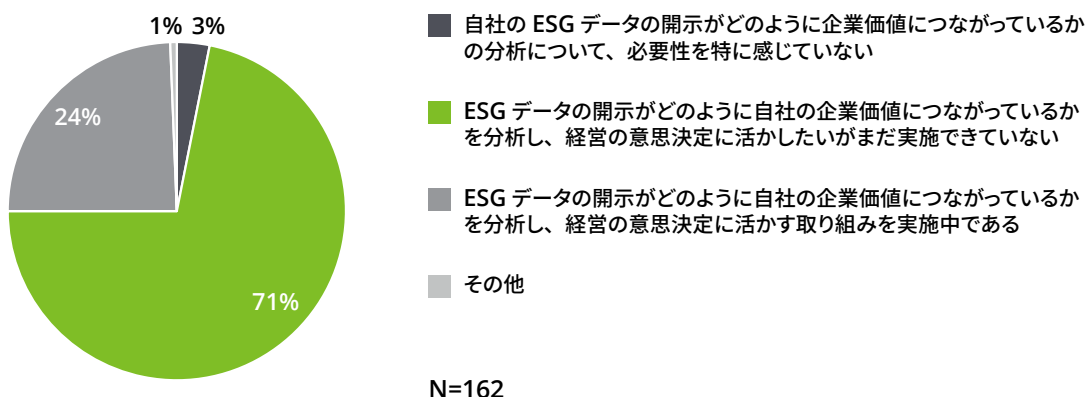 1% 3%
24%
71%
自社の ESG データの開示がどのように企業価値につながっているか
の分析について、必要性を特に感じていない
ESG データの開示がどのように自社の企業価値につながっているか
を分析し、経営の意思決定に活かしたいがまだ実施できていない
ESG データの開示がどのように自社の企業価値につながっているか
を分析し、経営の意思決定に活かす取り組みを実施中である
その他
N=162